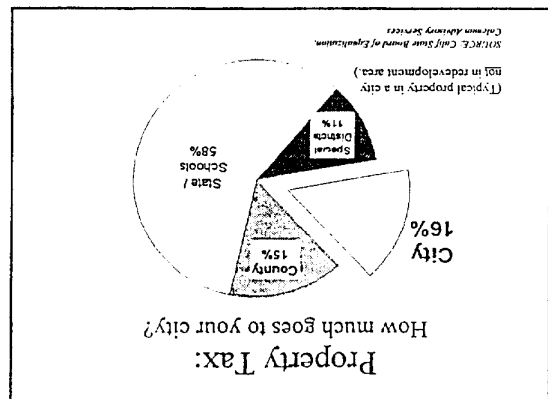 Property Tax:
How much goes to your city?
City
16%
County
15%
State /
Schools
58%
Special
Districts
11%
(Typical property in a city
not in redevelopment area.)
SOURCE: Calif State Board of Equalization,
Coleman Advisory Services